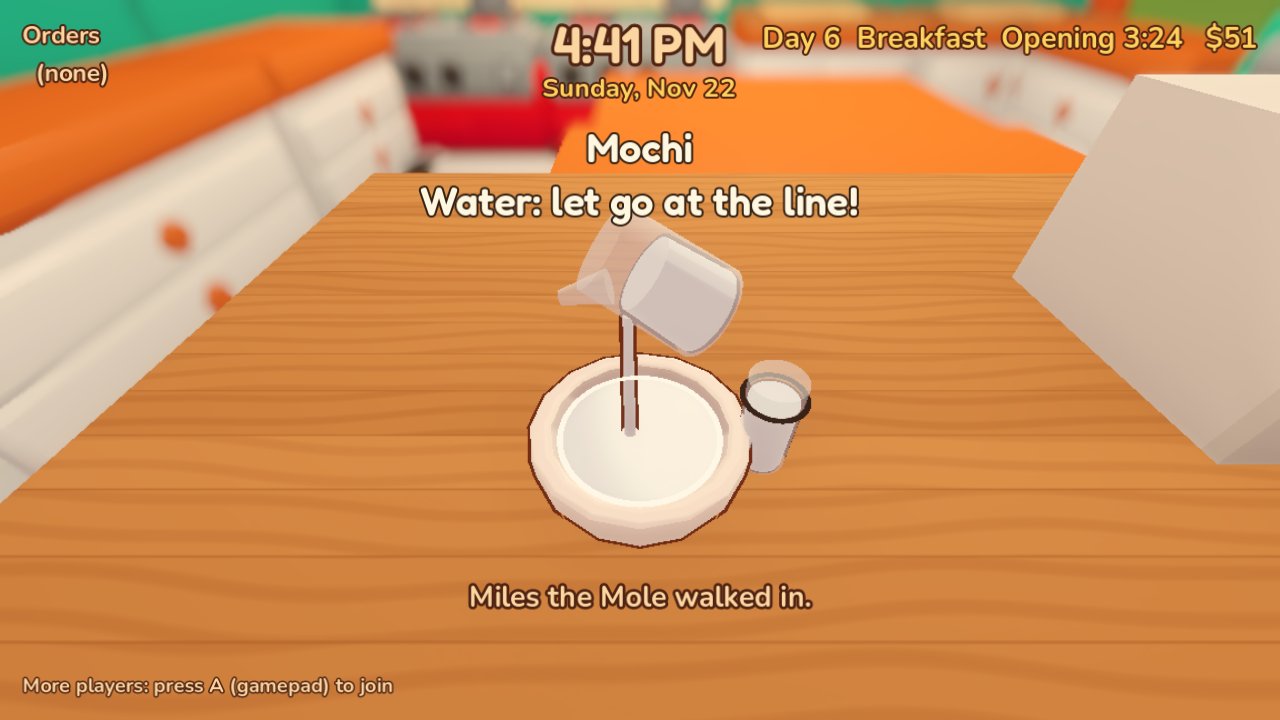 Orders
(none)
4:41 PM
Sunday, Nov 22
Day 6 Breakfast Opening 3:24 $51
Mochi
Water: let go at the line!
Miles the Mole walked in.
More players: press A (gamepad) to join